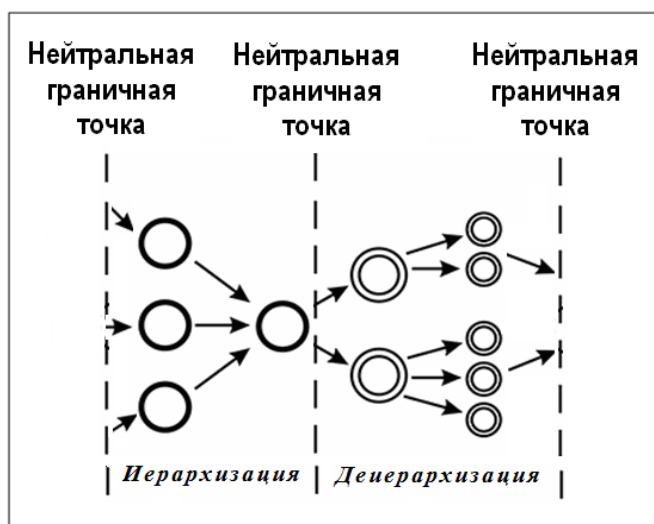 Нейтральная
граничная
точка
Нейтральная
граничная
точка
Нейтральная
граничная
точка
Иерархизация
Деиерархизация